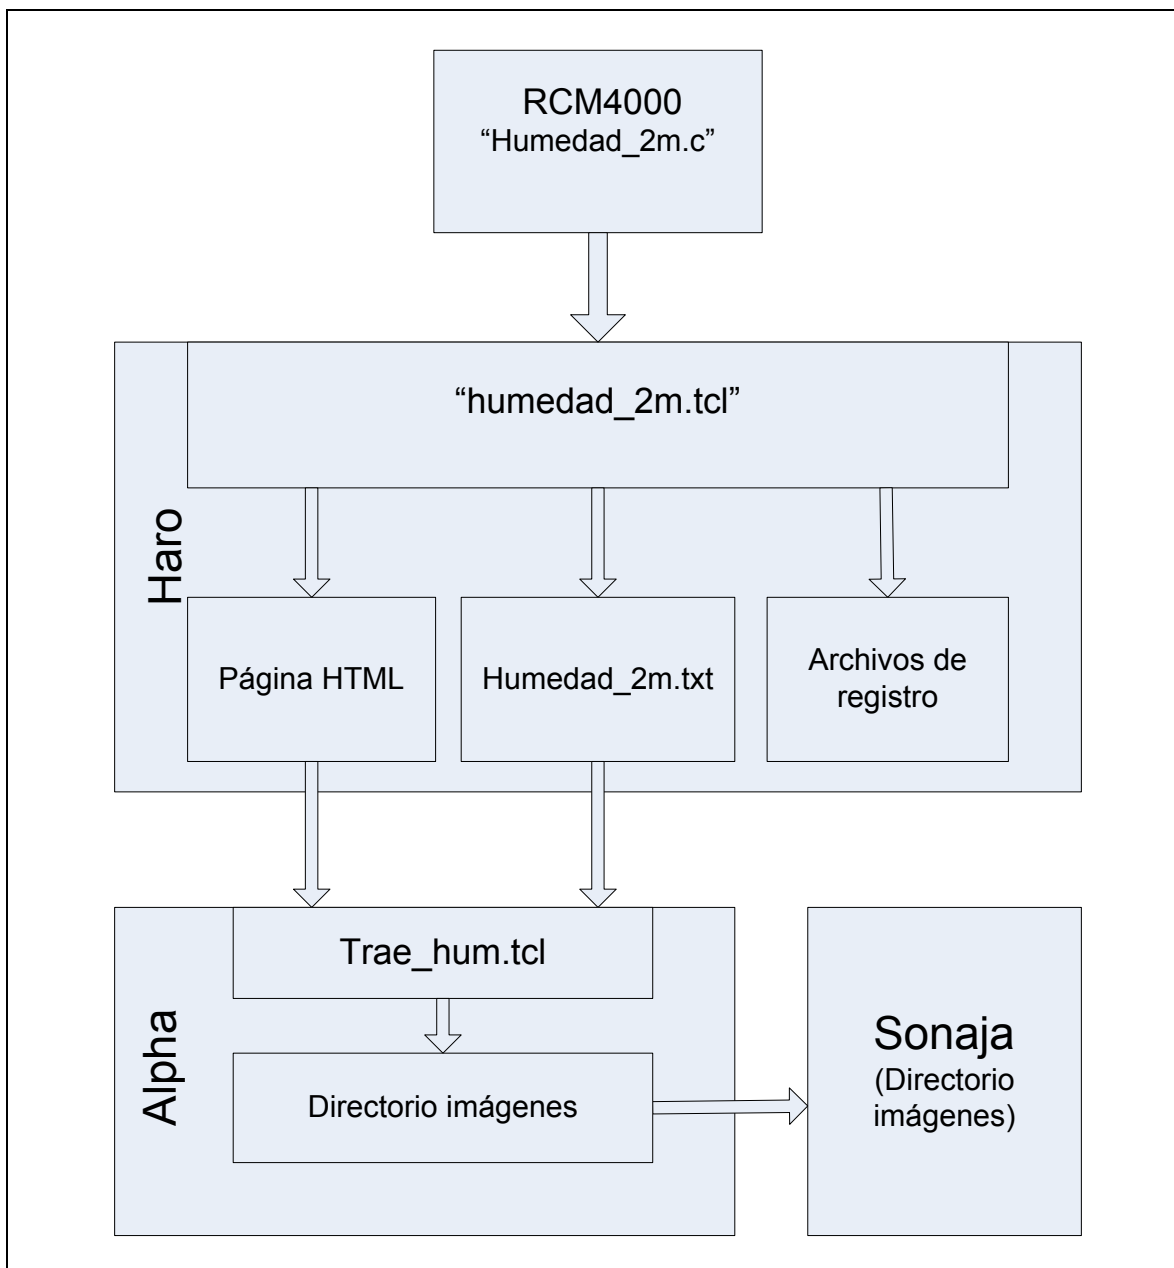 RCM4000
“Humedad_2m.c”
“humedad_2m.tcl”
Haro
Página HTML
Humedad_2m.txt
Archivos de
registro
Trae_hum.tcl
Alpha
Directorio imágenes
Sonaja
(Directorio
imágenes)